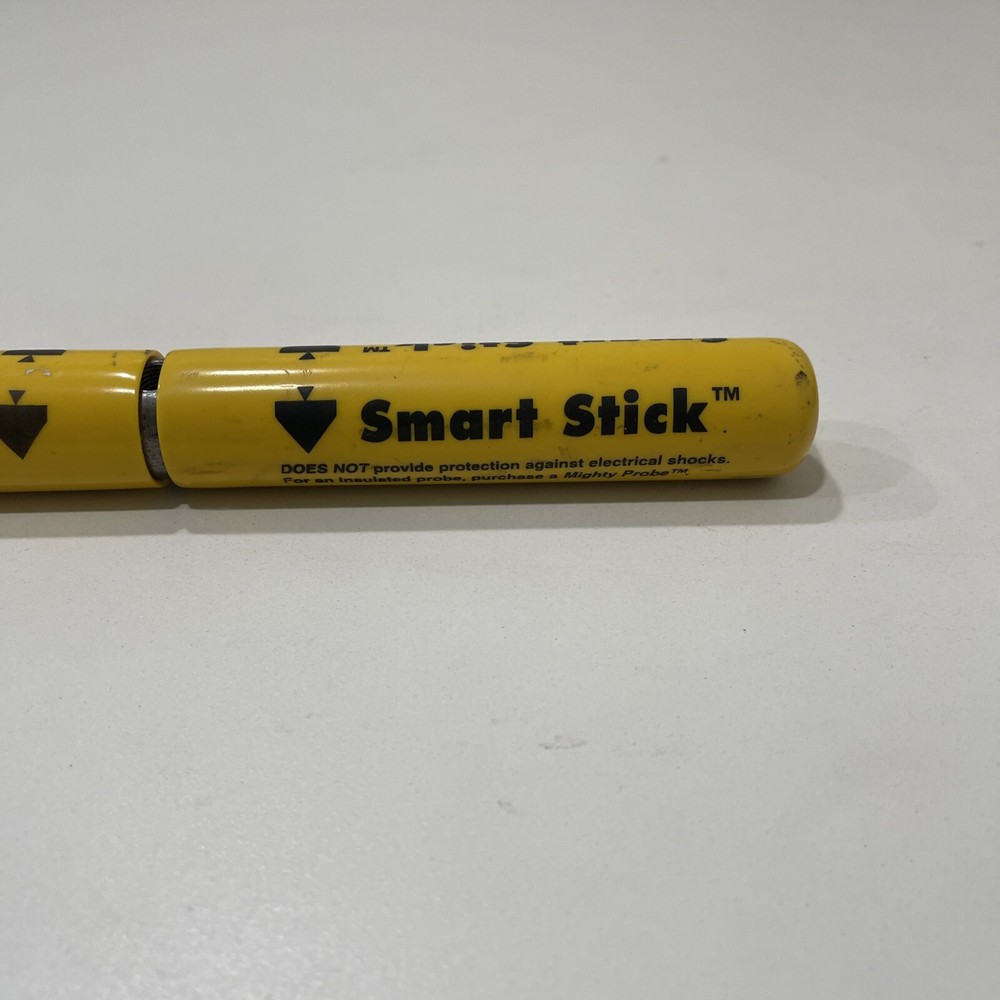 Smart Stick™
DOES NOT provide protection against electrical shocks.
For an insulated probe, purchase a Mighty Probe™.